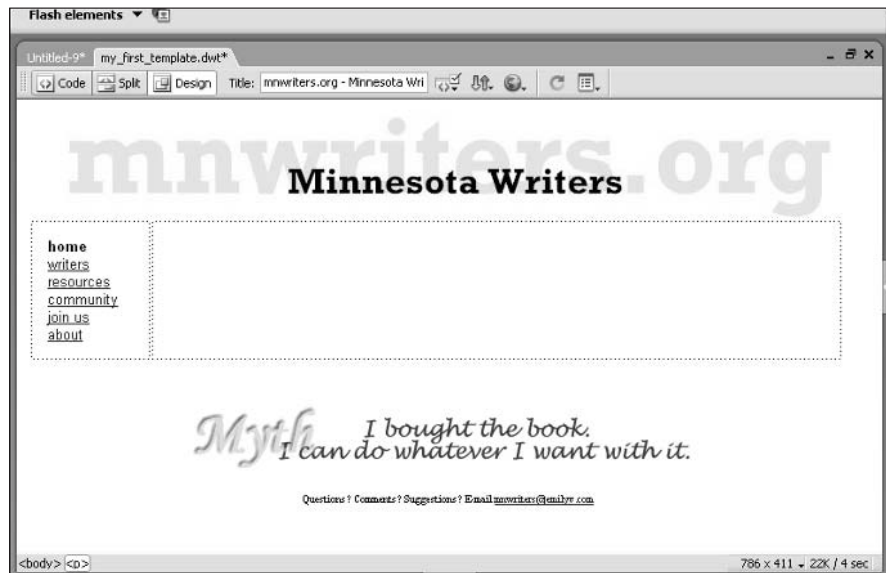 Flash elements
Untitled-9* my_first_template.dwt*
Code Split Design Title: mnwriters.org - Minnesota Wri
mnwriters.org
Minnesota Writers
home
writers
resources
community
join us
about
Myth I bought the book.
I can do whatever I want with it.
Questions? Comments? Suggestions? Email mnwriters@emilyv.com
<body> <p> 786 x 411 22K / 4 sec